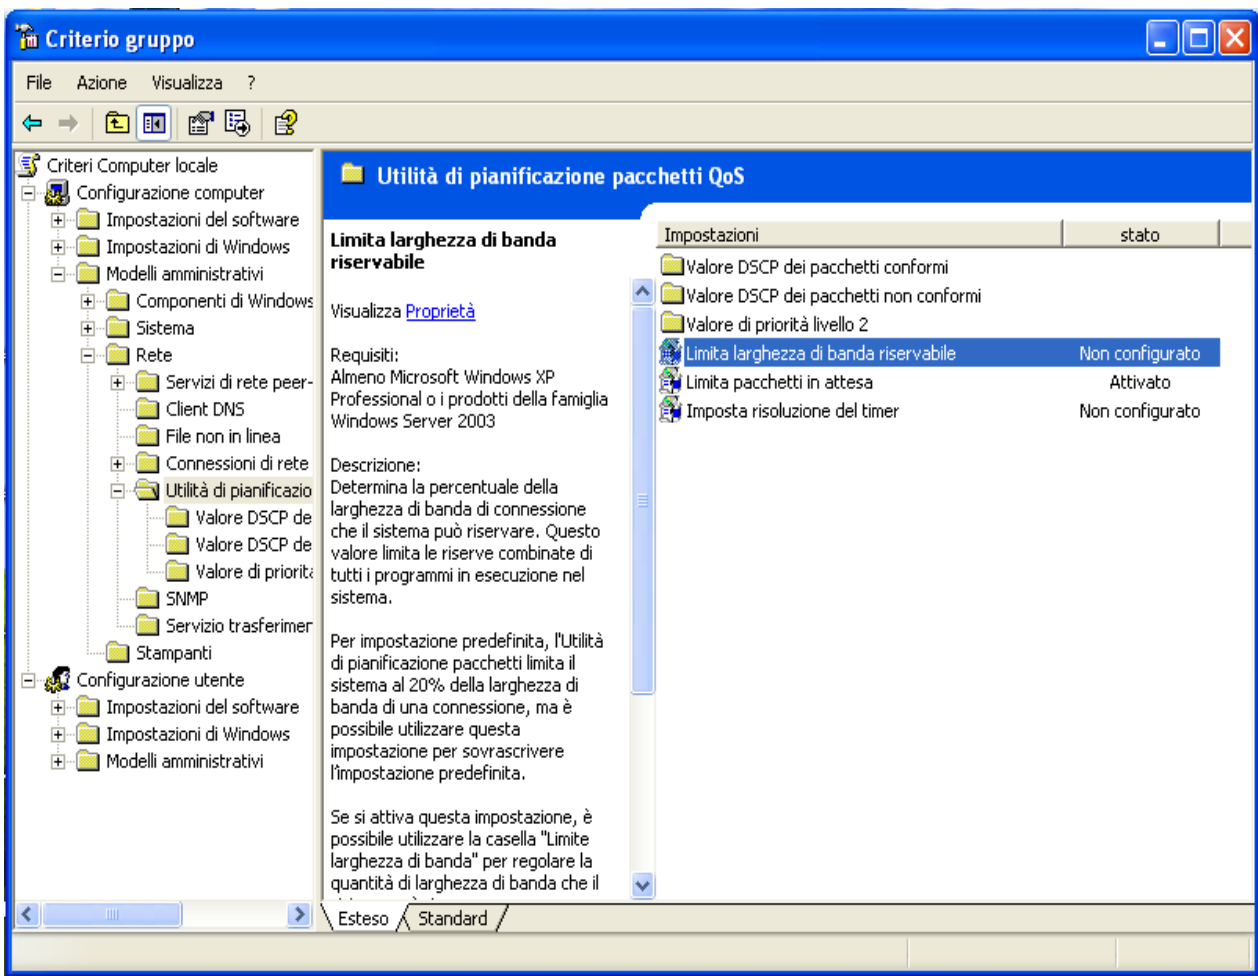 Criterio gruppo
File Azione Visualizza ?
Criteri Computer locale
Configurazione computer
Impostazioni del software
Impostazioni di Windows
Modelli amministrativi
Componenti di Windows
Sistema
Rete
Servizi di rete peer-
Client DNS
File non in linea
Connessioni di rete
Utilità di pianificazio
Valore DSCP de
Valore DSCP de
Valore di priorita
SNMP
Servizio trasferimer
Stampanti
Configurazione utente
Impostazioni del software
Impostazioni di Windows
Modelli amministrativi
Utilità di pianificazione pacchetti QoS
Limita larghezza di banda
riservabile
Visualizza Proprietà
Requisiti:
Almeno Microsoft Windows XP
Professional o i prodotti della famiglia
Windows Server 2003
Descrizione:
Determina la percentuale della
larghezza di banda di connessione
che il sistema può riservare. Questo
valore limita le riserve combinate di
tutti i programmi in esecuzione nel
sistema.
Per impostazione predefinita, l'Utilità
di pianificazione pacchetti limita il
sistema al 20% della larghezza di
banda di una connessione, ma è
possibile utilizzare questa
impostazione per sovrascrivere
l'impostazione predefinita.
Se si attiva questa impostazione, è
possibile utilizzare la casella "Limite
larghezza di banda" per regolare la
quantità di larghezza di banda che il
Impostazioni stato
Valore DSCP dei pacchetti conformi
Valore DSCP dei pacchetti non conformi
Valore di priorità livello 2
Limita larghezza di banda riservabile Non configurato
Limita pacchetti in attesa Attivato
Imposta risoluzione del timer Non configurato
Esteso Standard